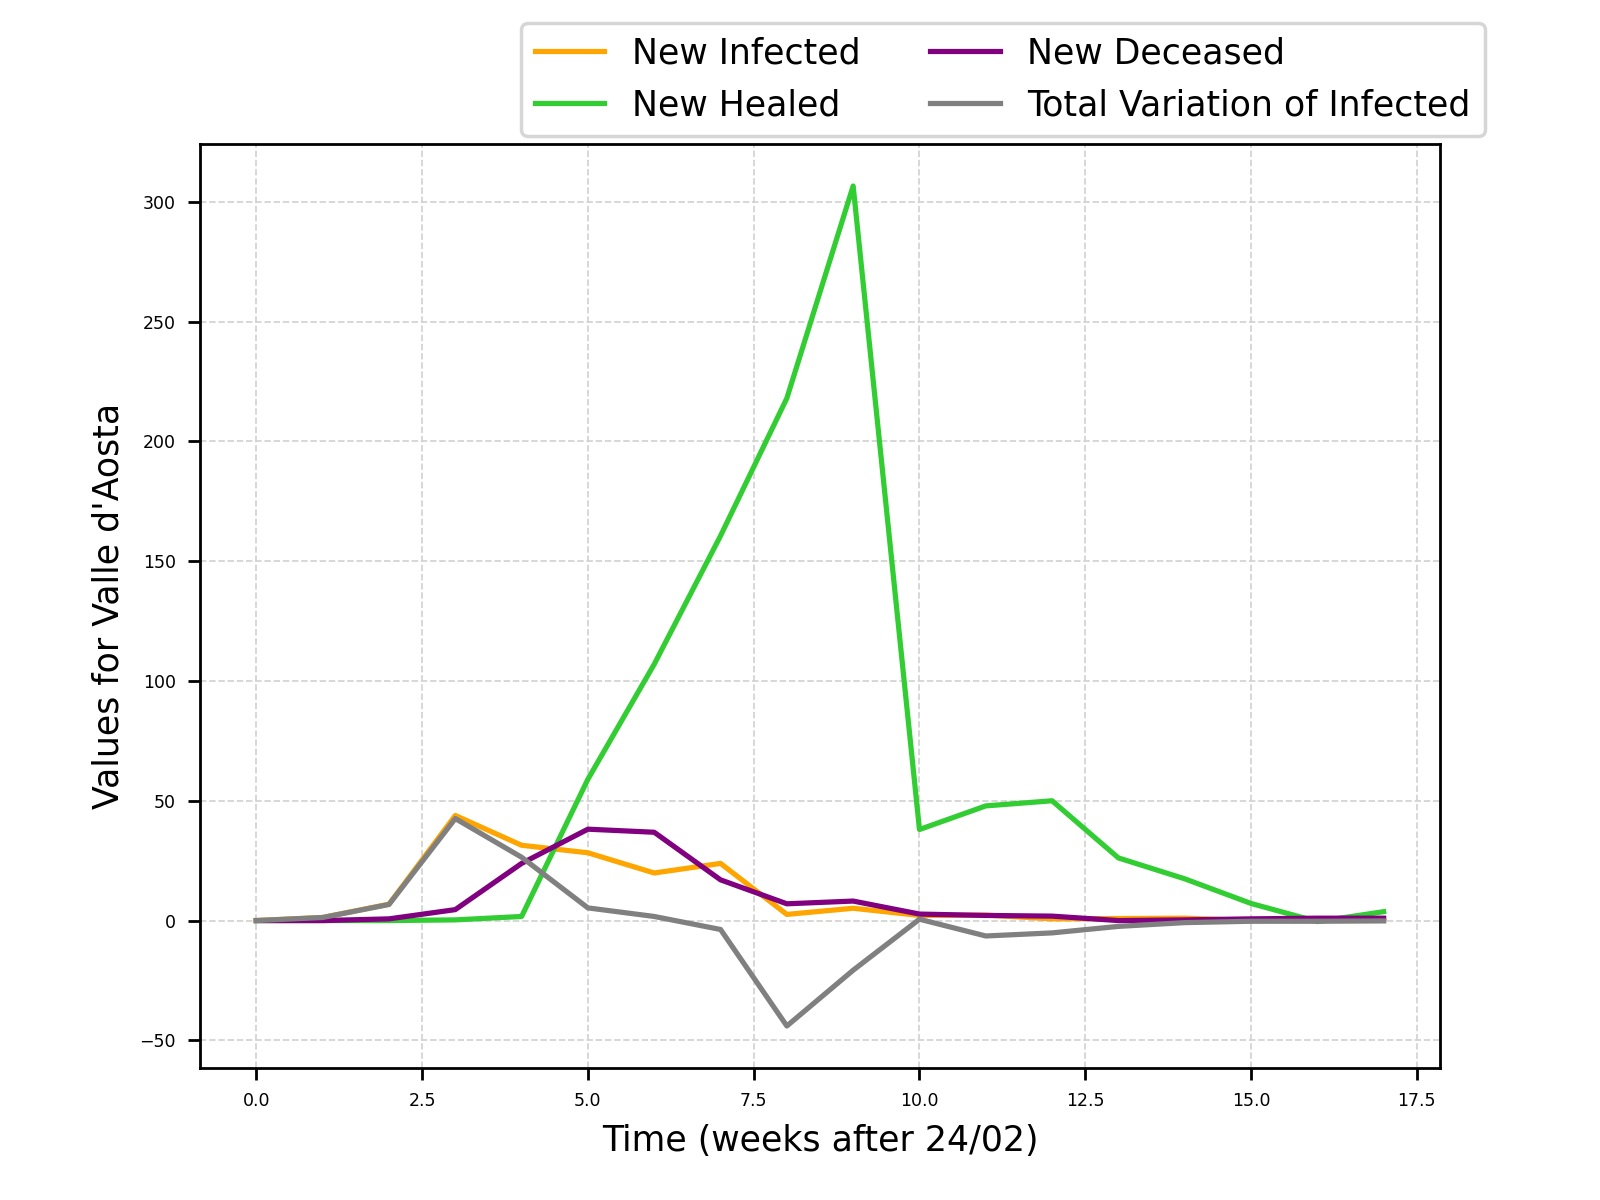 New Infected
New Healed
New Deceased
Total Variation of Infected
Values for Valle d'Aosta
300
250
200
150
100
50
0
−50
0.0 2.5 5.0 7.5 10.0 12.5 15.0 17.5
Time (weeks after 24/02)